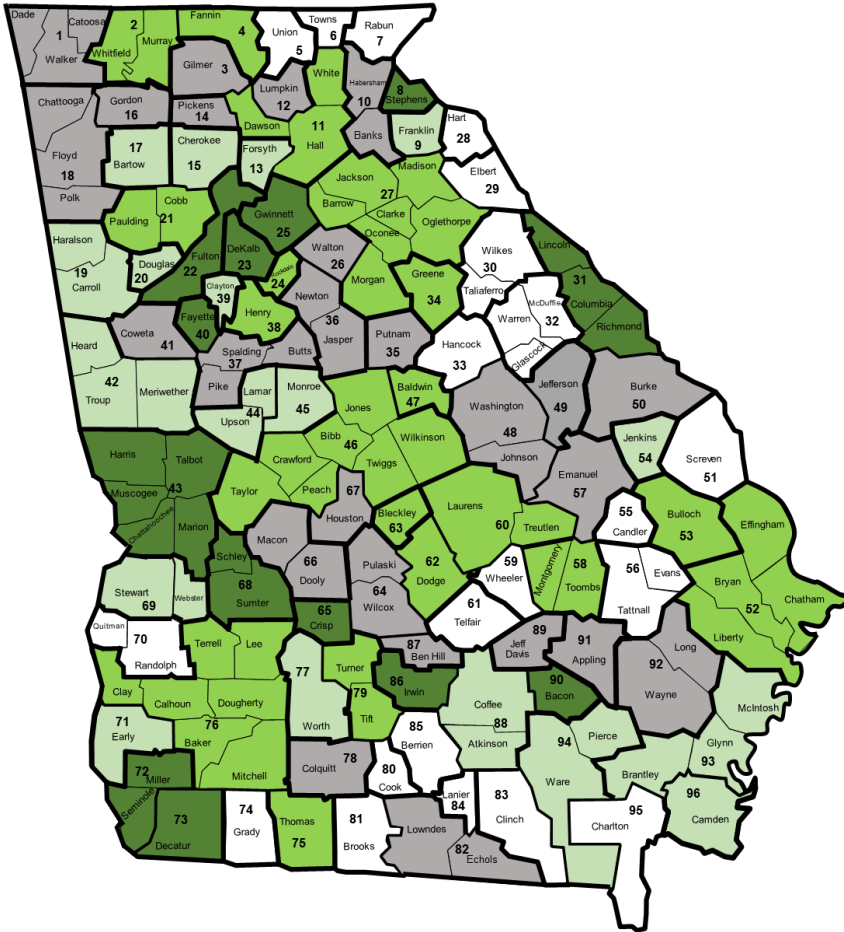 Dade
Catoosa
1
Walker
2
Whitfield
Murray
Fannin
4
Union
5
Towns
6
Rabun
7
Gilmer
3
White
Lumpkin
12
Habersham
10
8
Stephens
Chattooga
Gordon
16
Pickens
14
Dawson
11
Hall
Banks
Franklin
9
Hart
28
17
Bartow
Cherokee
15
Forsyth
13
Floyd
18
Polk
Madison
Elbert
29
Jackson
27
Barrow
Clarke
Oconee
Oglethorpe
Paulding
Cobb
21
Gwinnett
25
Haralson
19
Carroll
Douglas
20
Fulton
22
DeKalb
23
Walton
26
Rockdale
24
Morgan
Greene
34
Wilkes
30
Taliaferro
Lincoln
31
Columbia
Richmond
McDuffie
32
Warren
Glascock
Clayton
39
Fayette
40
Henry
38
Newton
36
Jasper
Putnam
35
Hancock
33
Coweta
41
Spalding
37
Butts
Pike
Heard
42
Troup
Meriwether
Lamar
44
Upson
Monroe
45
Jones
Baldwin
47
Washington
48
Johnson
Jefferson
49
Burke
50
Harris
Talbot
43
Muscogee
Chattahoochee
Marion
Taylor
Crawford
Bibb
46
Peach
Twiggs
Wilkinson
Jenkins
54
Screven
51
Emanuel
57
67
Houston
Bleckley
63
Laurens
60
Treutlen
55
Candler
Bulloch
53
Effingham
Macon
66
Dooly
Pulaski
64
Wilcox
62
Dodge
59
Wheeler
Montgomery
58
Toombs
56
Evans
Tattnall
Bryan
52
Chatham
Liberty
Schley
68
Sumter
Stewart
69
Webster
65
Crisp
61
Telfair
Quitman
70
Randolph
Terrell
Lee
87
Ben Hill
89
Jeff
Davis
91
Appling
Long
92
Wayne
Clay
Calhoun
Dougherty
76
Baker
Mitchell
77
Worth
Turner
79
Tift
86
Irwin
Coffee
88
Atkinson
90
Bacon
McIntosh
71
Early
72
Miller
78
Colquitt
85
Berrien
80
Cook
94
Pierce
Ware
Glynn
93
Brantley
96
Camden
Seminole
73
Decatur
74
Grady
Thomas
75
81
Brooks
Lowndes
82
Echols
Lanier
84
83
Clinch
95
Charlton